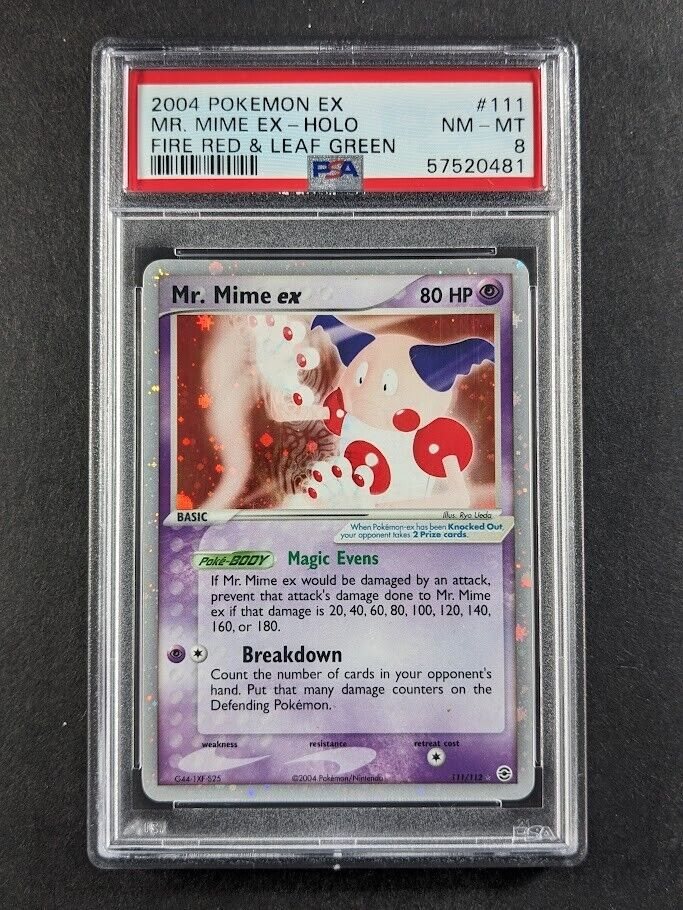 2004 POKEMON EX #111
MR. MIME EX - HOLO NM - MT
FIRE RED & LEAF GREEN 8
PSA 57520481
Mr. Mime ex 80 HP
BASIC Illus. Ryo Ueda
When Pokémon-ex has been Knocked Out,
your opponent takes 2 Prize cards.
Poké-BODY Magic Evens
If Mr. Mime ex would be damaged by an attack,
prevent that attack's damage done to Mr. Mime
ex if that damage is 20, 40, 60, 80, 100, 120, 140,
160, or 180.
Breakdown
Count the number of cards in your opponent's
hand. Put that many damage counters on the
Defending Pokémon.
weakness resistance retreat cost
G44-1XF-S25 ©2004 Pokémon/Nintendo 111/112
PSA